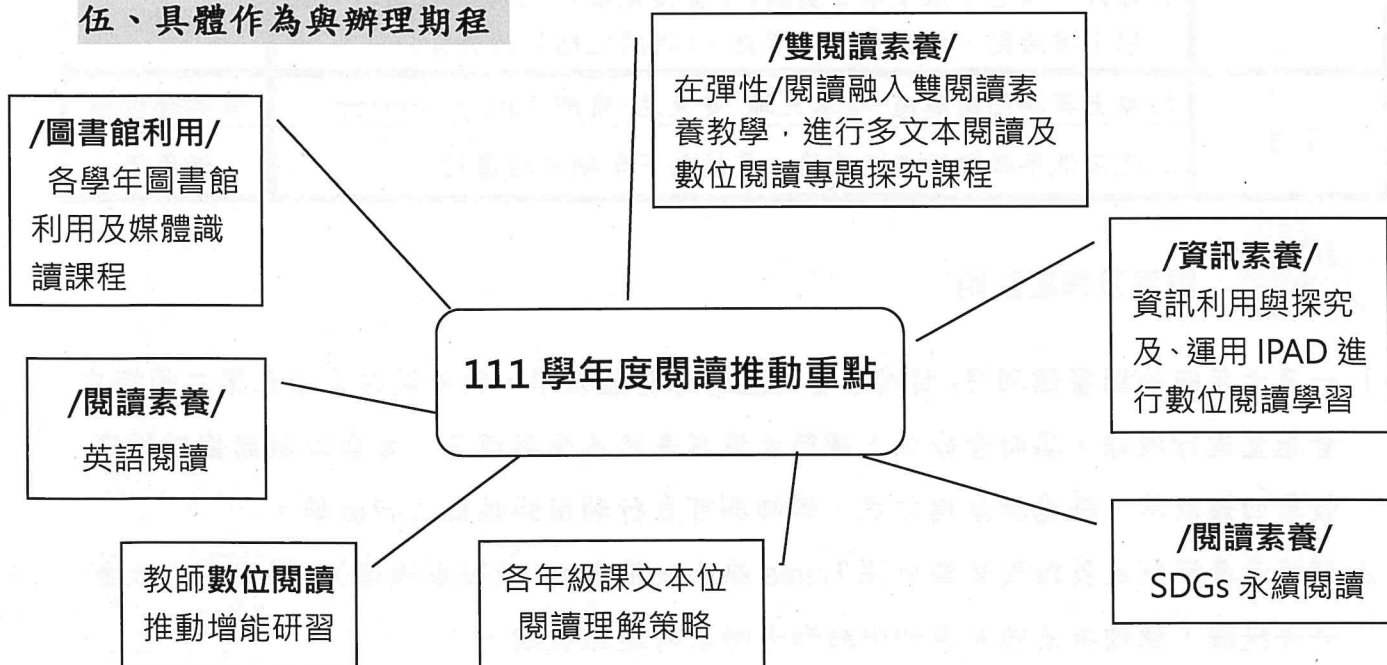 伍、具體作為與辦理期程
/雙閱讀素養/
在彈性/閱讀融入雙閱讀素
養教學，進行多文本閱讀及
數位閱讀專題探究課程
/圖書館利用/
各學年圖書館
利用及媒體識
讀課程
/資訊素養/
資訊利用與探究
及、運用 IPAD 進
行數位閱讀學習
111 學年度閱讀推動重點
/閱讀素養/
英語閱讀
/閱讀素養/
SDGs 永續閱讀
教師數位閱讀
推動增能研習
各年級課文本位
閱讀理解策略